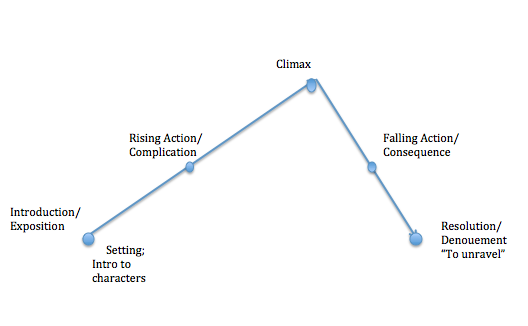 Climax
Rising Action/
Complication
Falling Action/
Consequence
Introduction/
Exposition
Setting;
Intro to
characters
Resolution/
Denouement
“To unravel”